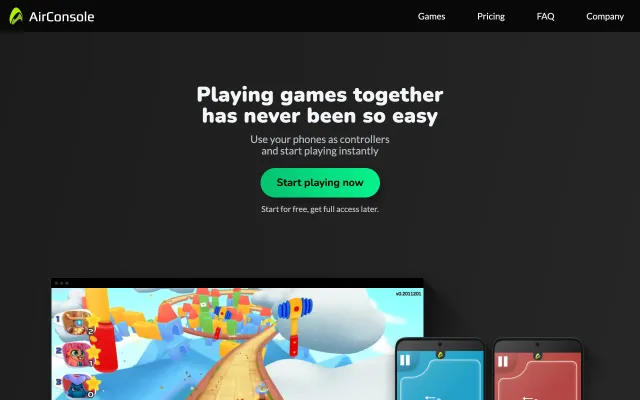 AirConsole
Games
Pricing
FAQ
Company
Playing games together
has never been so easy
Use your phones as controllers
and start playing instantly
Start playing now
Start for free, get full access later.
v0.2011201
1
2
2
1
3
0